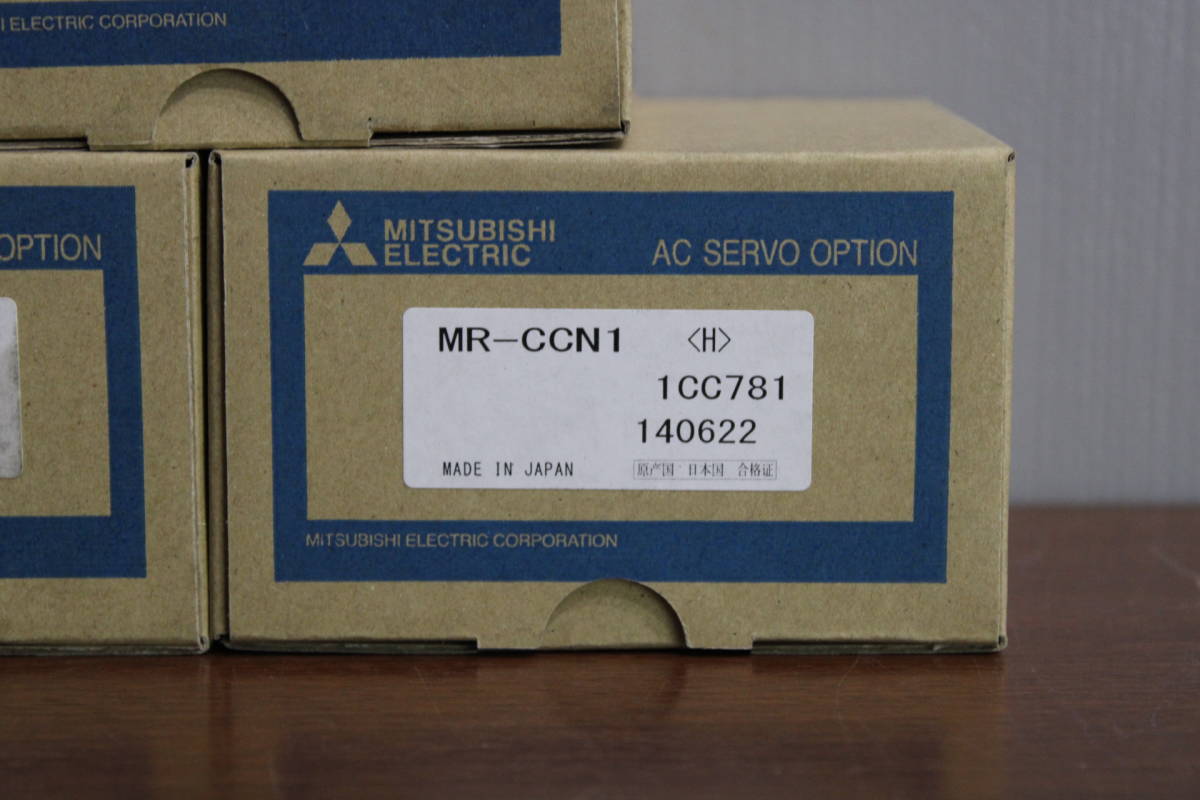 I ELECTRIC CORPORATION
OPTION
MITSUBISHI
ELECTRIC
AC SERVO OPTION
MR-CCN1 〈H〉
1CC781
140622
MADE IN JAPAN
原产国 日本国 合格证
MITSUBISHI ELECTRIC CORPORATION